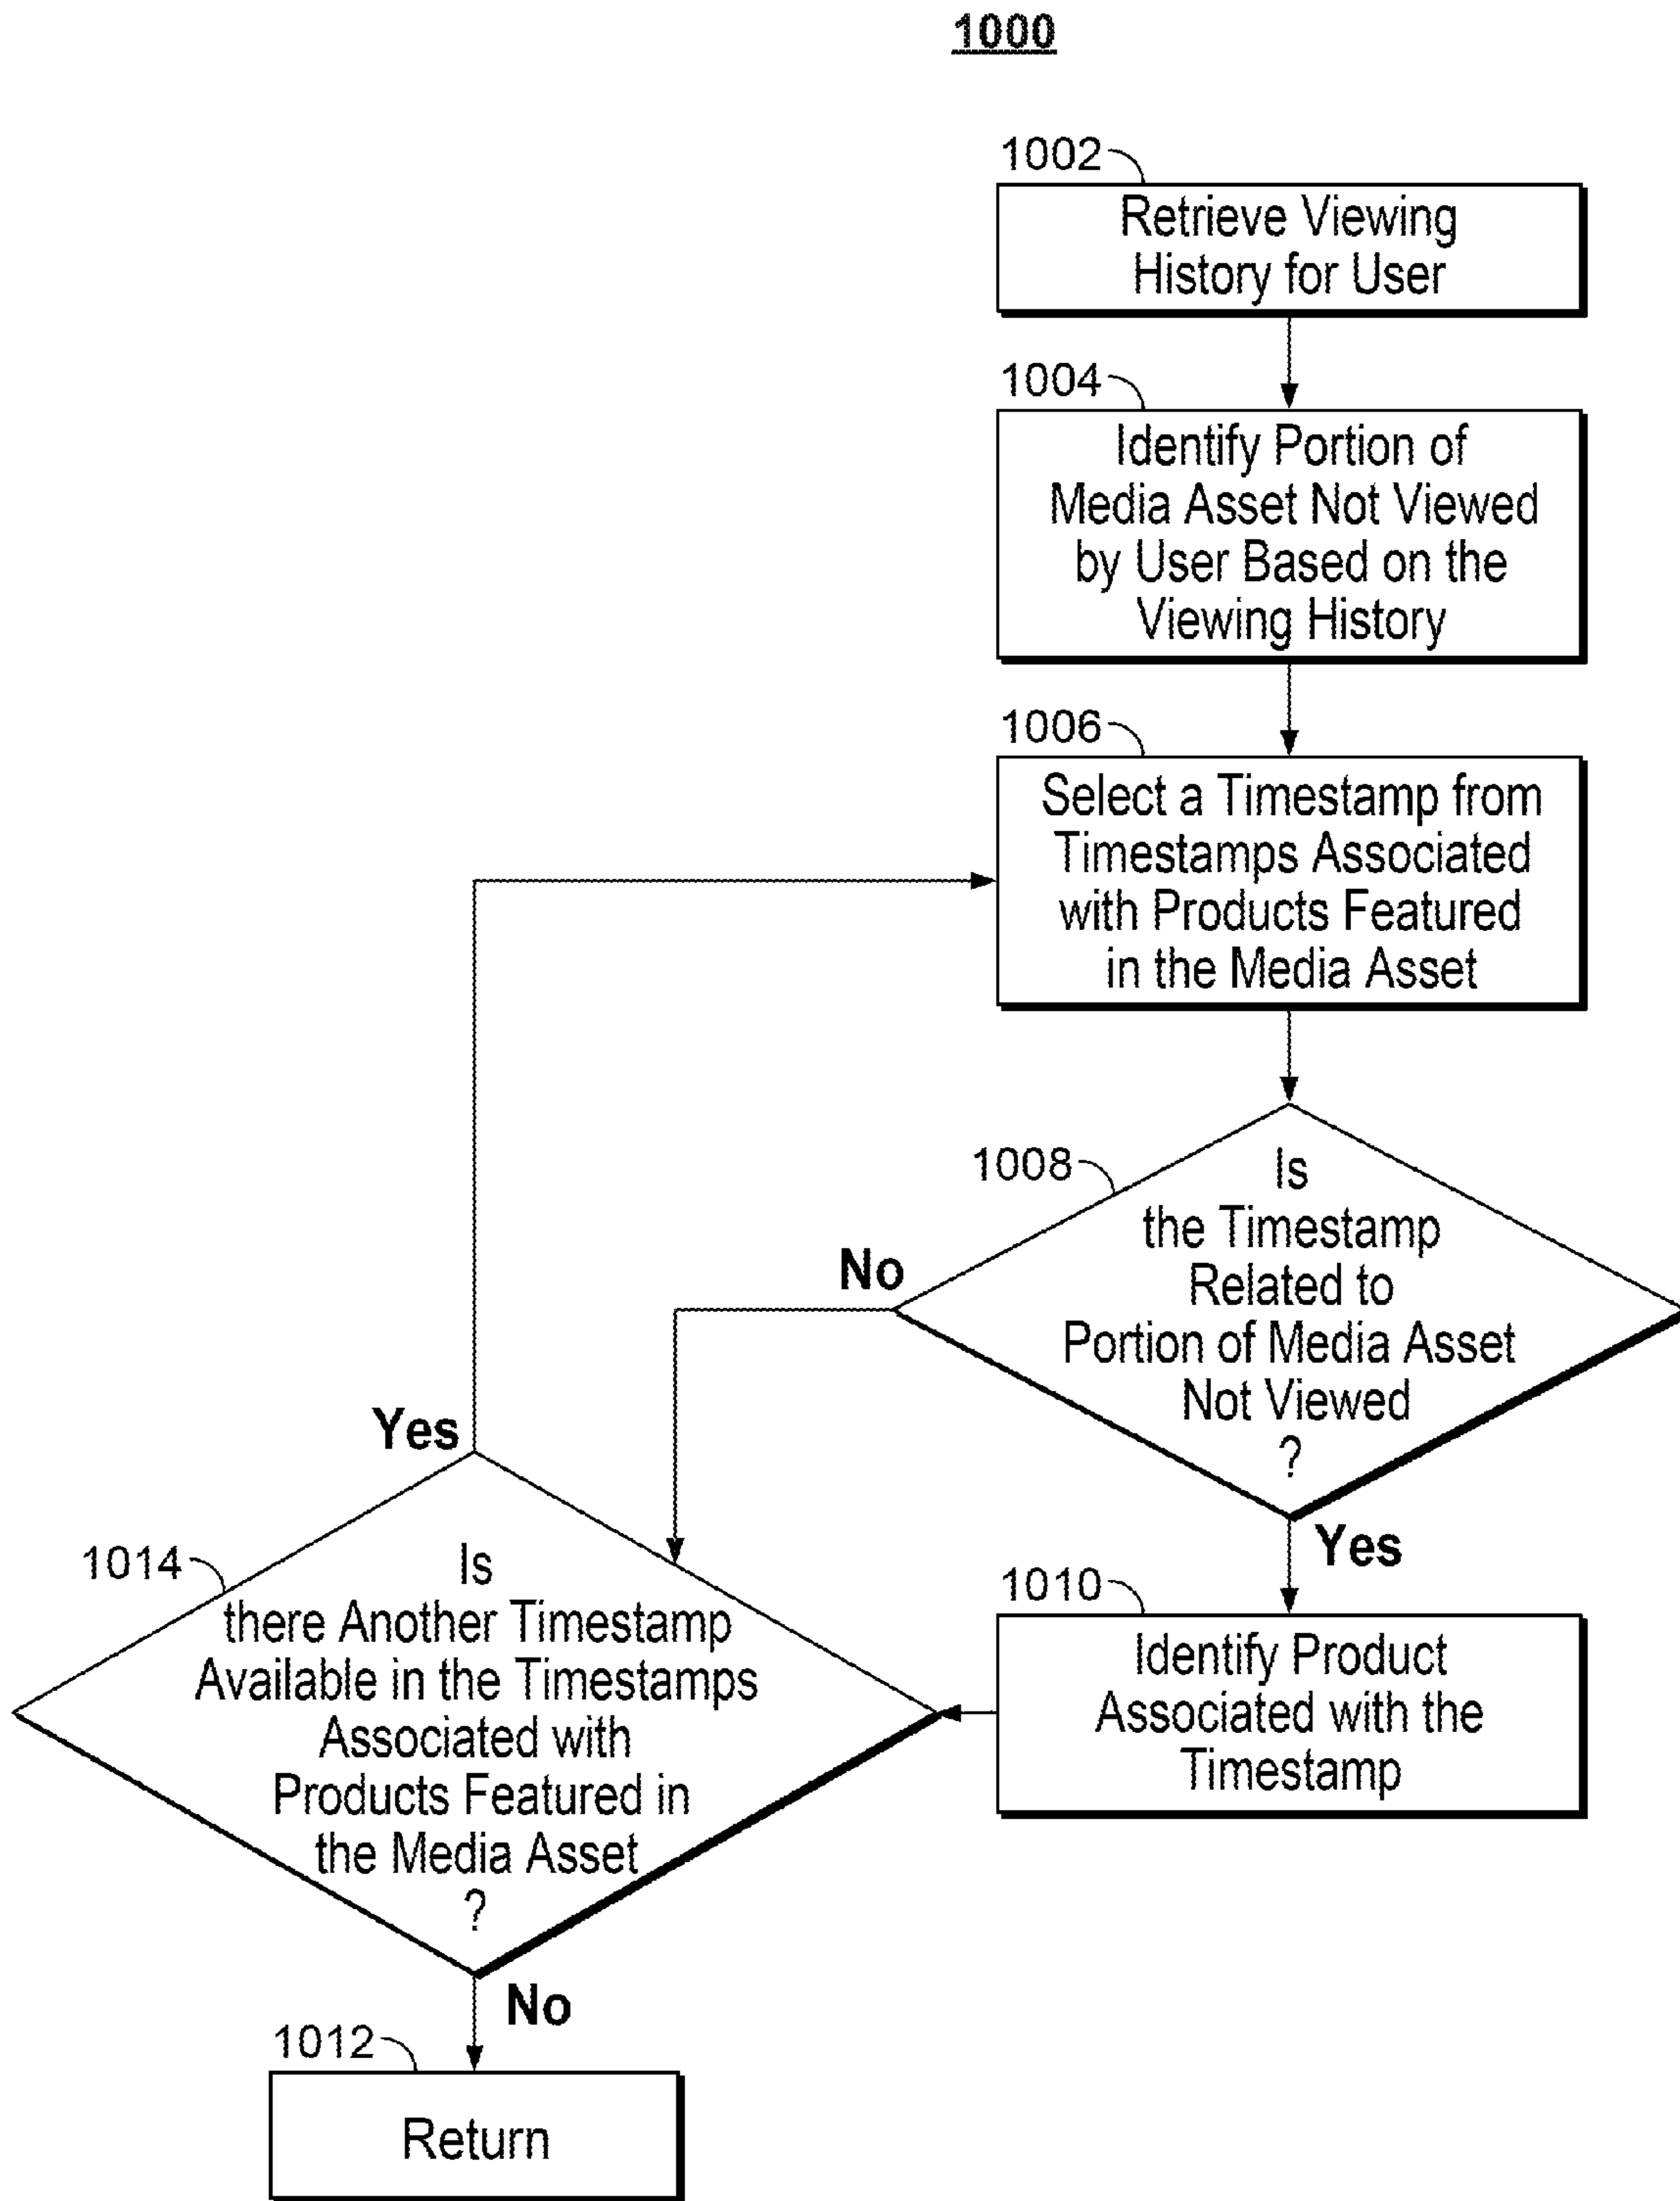 1000
1002
Retrieve Viewing
History for User
1004
Identify Portion of
Media Asset Not Viewed
by User Based on the
Viewing History
1006
Select a Timestamp from
Timestamps Associated
with Products Featured
in the Media Asset
1008
Is
the Timestamp
Related to
Portion of Media Asset
Not Viewed
?
No
Yes
1010
Identify Product
Associated with the
Timestamp
Yes
1014
Is
there Another Timestamp
Available in the Timestamps
Associated with
Products Featured in
the Media Asset
?
No
1012
Return